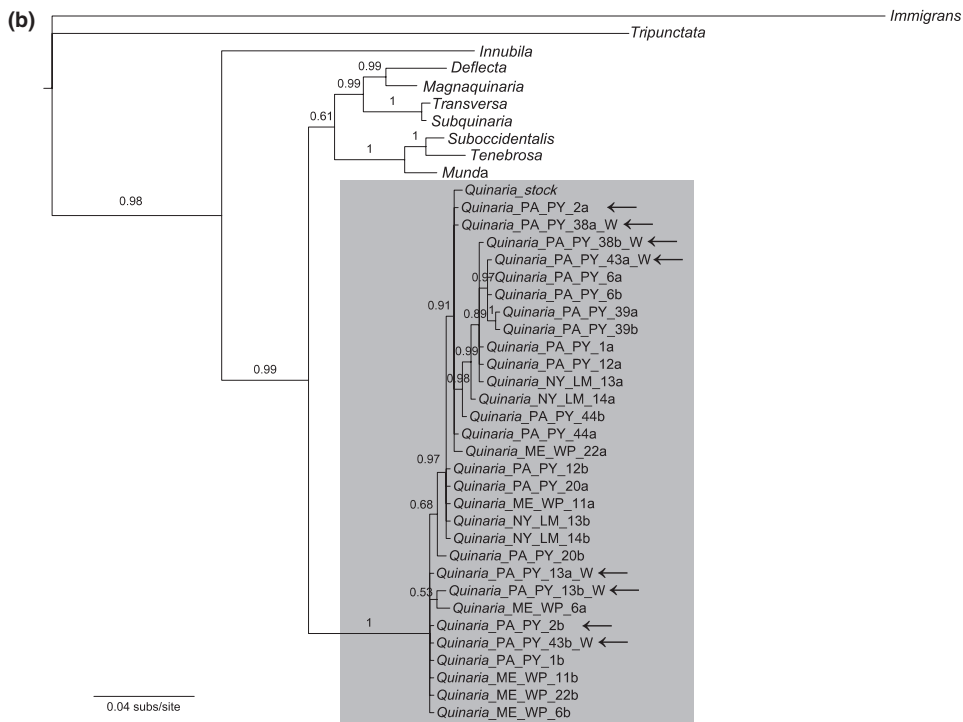 (b)
Immigrans
Tripunctata
Innubila
0.99
Deflecta
0.99
Magnaquinaria
1
Transversa
0.61
Subquinaria
1
Suboccidentalis
1
Tenebrosa
Munda
0.98
Quinaria_stock
Quinaria_PA_PY_2a
Quinaria_PA_PY_38a_W
Quinaria_PA_PY_38b_W
Quinaria_PA_PY_43a_W
0.97
Quinaria_PA_PY_6a
Quinaria_PA_PY_6b
0.91
0.89
1
Quinaria_PA_PY_39a
Quinaria_PA_PY_39b
0.99
Quinaria_PA_PY_1a
Quinaria_PA_PY_12a
0.99
0.98
Quinaria_NY_LM_13a
Quinaria_NY_LM_14a
Quinaria_PA_PY_44b
Quinaria_PA_PY_44a
Quinaria_ME_WP_22a
0.97
Quinaria_PA_PY_12b
Quinaria_PA_PY_20a
0.68
Quinaria_ME_WP_11a
Quinaria_NY_LM_13b
Quinaria_NY_LM_14b
Quinaria_PA_PY_20b
Quinaria_PA_PY_13a_W
0.53
Quinaria_PA_PY_13b_W
Quinaria_ME_WP_6a
1
Quinaria_PA_PY_2b
Quinaria_PA_PY_43b_W
Quinaria_PA_PY_1b
Quinaria_ME_WP_11b
Quinaria_ME_WP_22b
Quinaria_ME_WP_6b
0.04 subs/site